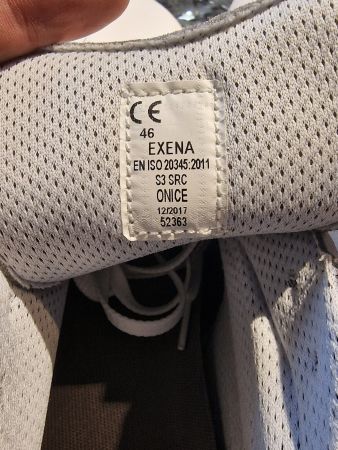 CE
46
EXENA
EN ISO 20345:2011
S3 SRC
ONICE
12/2017
52363